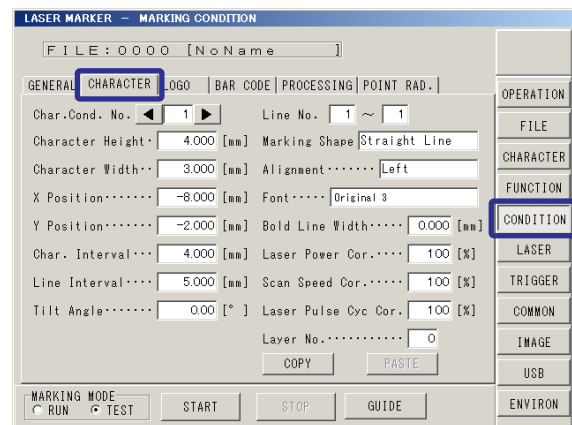 LASER MARKER － MARKING CONDITION
FILE:0000 [NoName ]
GENERAL CHARACTER LOGO BAR CODE PROCESSING POINT RAD.
Char.Cond. No. ◀ 1 ▶ Line No. 1 ～ 1
Character Height· 4.000 [mm] Marking Shape Straight Line
Character Width·· 3.000 [mm] Alignment······· Left
X Position······· -8.000 [mm] Font····· Original 3
Y Position······· -2.000 [mm] Bold Line Width····· 0.000 [mm]
Char. Interval···· 4.000 [mm] Laser Power Cor.···· 100 [%]
Line Interval···· 5.000 [mm] Scan Speed Cor.····· 100 [%]
Tilt Angle······· 0.00 [° ] Laser Pulse Cyc Cor. 100 [%]
Layer No.·········· 0
COPY PASTE
MARKING MODE
RUN TEST START STOP GUIDE
OPERATION
FILE
CHARACTER
FUNCTION
CONDITION
LASER
TRIGGER
COMMON
IMAGE
USB
ENVIRON